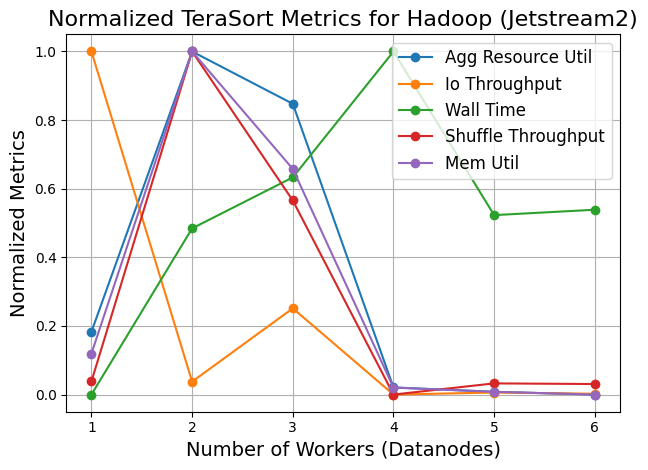 Normalized TeraSort Metrics for Hadoop (Jetstream2)
Normalized Metrics
1.0
0.8
0.6
0.4
0.2
0.0
Agg Resource Util
Io Throughput
Wall Time
Shuffle Throughput
Mem Util
1 2 3 4 5 6
Number of Workers (Datanodes)